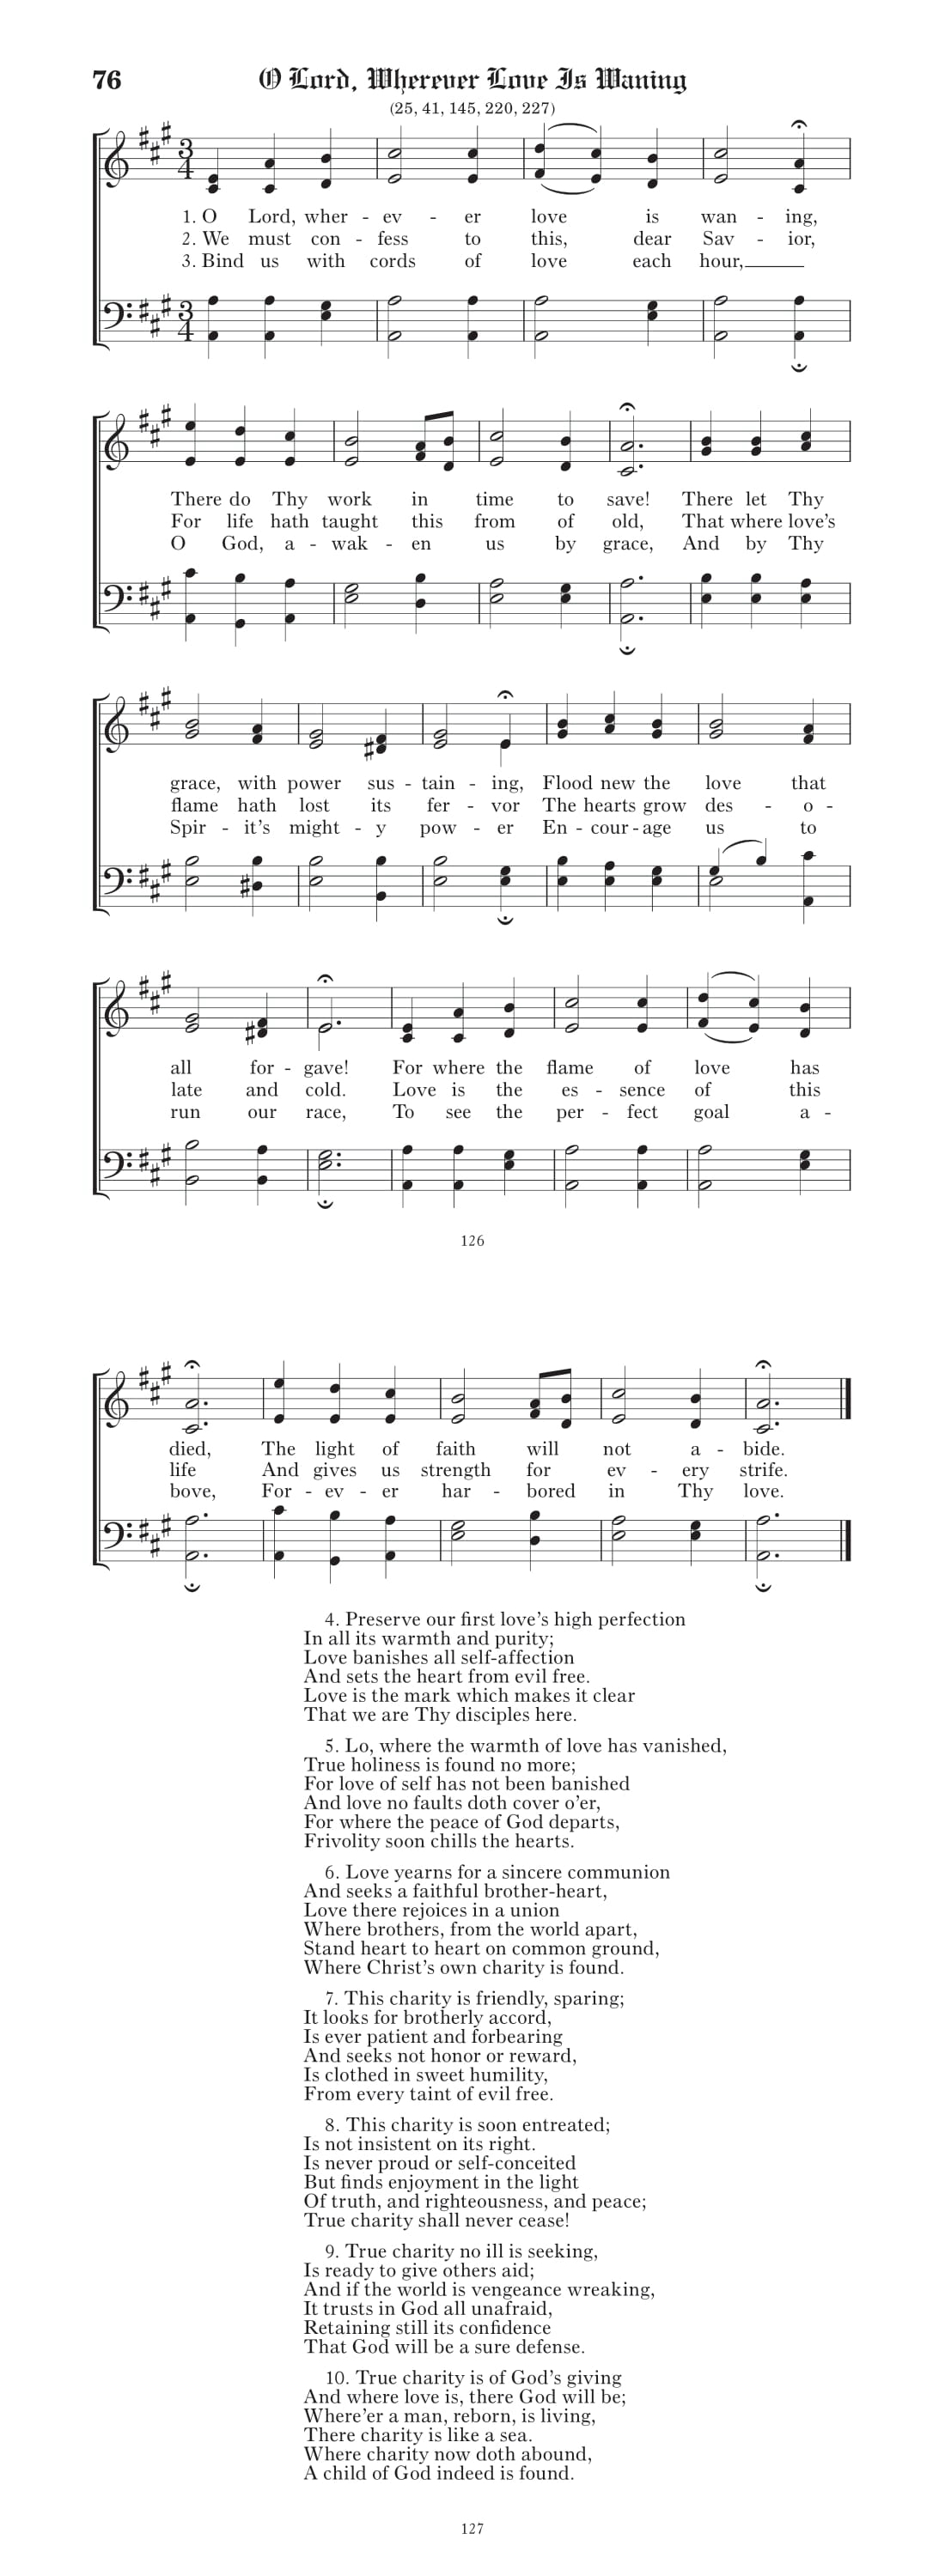 76 O Lord, Wherever Love Is Waning
(25, 41, 145, 220, 227)
3 4
1. O Lord, wher - ev - er love is wan - ing,
2. We must con - fess to this, dear Sav - ior,
3. Bind us with cords of love each hour,
3 4
There do Thy work in time to save! There let Thy
For life hath taught this from of old, That where love's
O God, a - wak - en us by grace, And by Thy
grace, with power sus - tain - ing, Flood new the love that
flame hath lost its fer - vor The hearts grow des - o -
Spir - it's might - y pow - er En - cour - age us to
all for - gave! For where the flame of love has
late and cold. Love is the es - sence of this
run our race, To see the per - fect goal a -
126
died, The light of faith will not a - bide.
life And gives us strength for ev - ery strife.
bove, For - ev - er har - bored in Thy love.
4. Preserve our first love's high perfection
In all its warmth and purity;
Love banishes all self-affection
And sets the heart from evil free.
Love is the mark which makes it clear
That we are Thy disciples here.
5. Lo, where the warmth of love has vanished,
True holiness is found no more;
For love of self has not been banished
And love no faults doth cover o'er,
For where the peace of God departs,
Frivolity soon chills the hearts.
6. Love yearns for a sincere communion
And seeks a faithful brother-heart,
Love there rejoices in a union
Where brothers, from the world apart,
Stand heart to heart on common ground,
Where Christ's own charity is found.
7. This charity is friendly, sparing;
It looks for brotherly accord,
Is ever patient and forbearing
And seeks not honor or reward,
Is clothed in sweet humility,
From every taint of evil free.
8. This charity is soon entreated;
Is not insistent on its right.
Is never proud or self-conceited
But finds enjoyment in the light
Of truth, and righteousness, and peace;
True charity shall never cease!
9. True charity no ill is seeking,
Is ready to give others aid;
And if the world is vengeance wreaking,
It trusts in God all unafraid,
Retaining still its confidence
That God will be a sure defense.
10. True charity is of God's giving
And where love is, there God will be;
Where'er a man, reborn, is living,
There charity is like a sea.
Where charity now doth abound,
A child of God indeed is found.
127